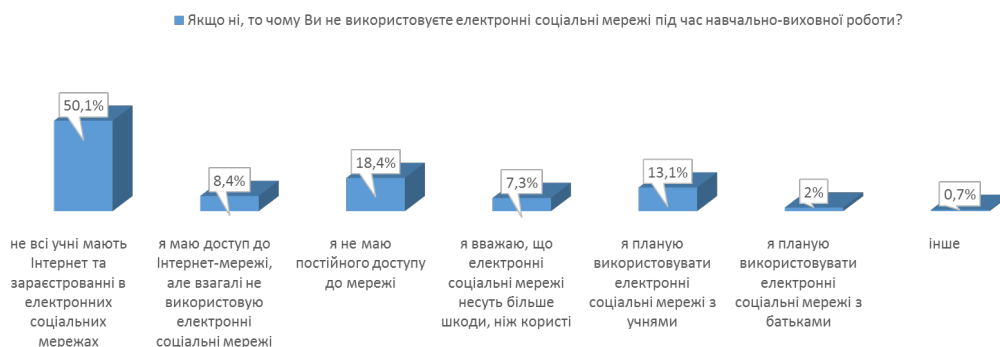 Якщо ні, то чому Ви не використовуєте електронні соціальні мережі під час навчально-виховної роботи?
50,1%
8,4%
18,4%
7,3%
13,1%
2%
0,7%
не всі учні мають
Інтернет та
зараєстрованні в
електронних
соціальних
мережах
я маю доступ до
Інтернет-мережі,
але взагалі не
використовую
електронні
соціальні мережі
я не маю
постійного доступу
до мережі
я вважаю, що
електронні
соціальні мережі
несуть більше
шкоди, ніж користі
я планую
використовувати
електронні
соціальні мережі з
учнями
я планую
використовувати
електронні
соціальні мережі з
батьками
інше